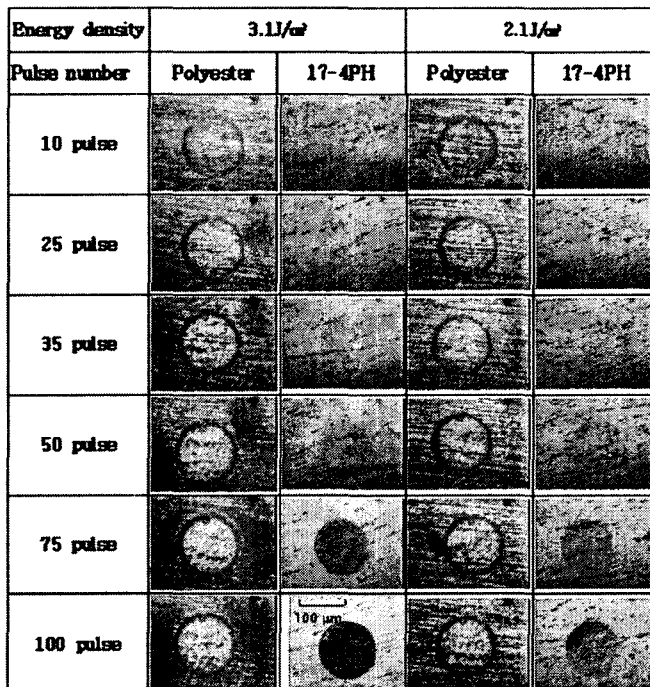 Energy density 3.1J/㎠ 2.1J/㎠
Pulse number Polyester 17-4PH Polyester 17-4PH
10 pulse
25 pulse
35 pulse
50 pulse
75 pulse
100 pulse
100 μm